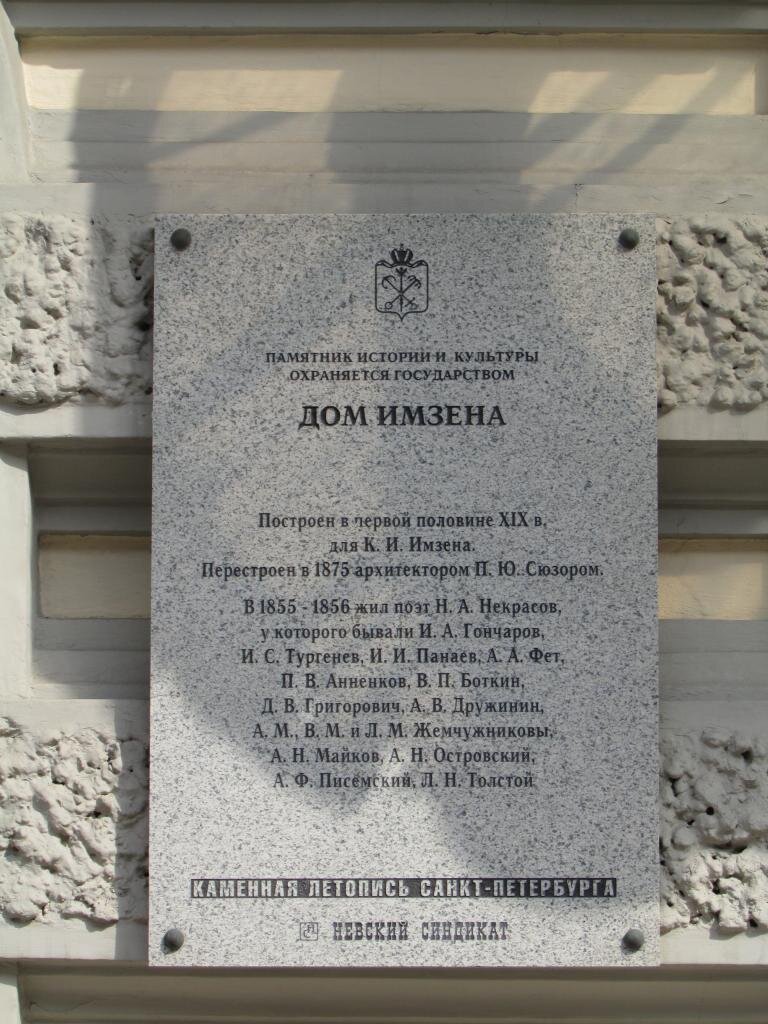 ПАМЯТНИК ИСТОРИИ И КУЛЬТУРЫ
ОХРАНЯЕТСЯ ГОСУДАРСТВОМ
ДОМ ИМЗЕНА
Построен в первой половине XIX в.
для К. И. Имзена.
Перестроен в 1875 архитектором П. Ю. Сюзором.
В 1855 - 1856 жил поэт Н. А. Некрасов,
у которого бывали И. А. Гончаров,
И. С. Тургенев, И. И. Панаев, А. А. Фет,
П. В. Анненков, В. П. Боткин,
Д. В. Григорович, А. В. Дружинин,
А. М., В. М. и Л. М. Жемчужниковы,
А. Н. Майков, А. Н. Островский,
А. Ф. Писемский, Л. Н. Толстой
КАМЕННАЯ ЛЕТОПИСЬ САНКТ-ПЕТЕРБУРГА
НЕВСКИЙ СИНДИКАТ